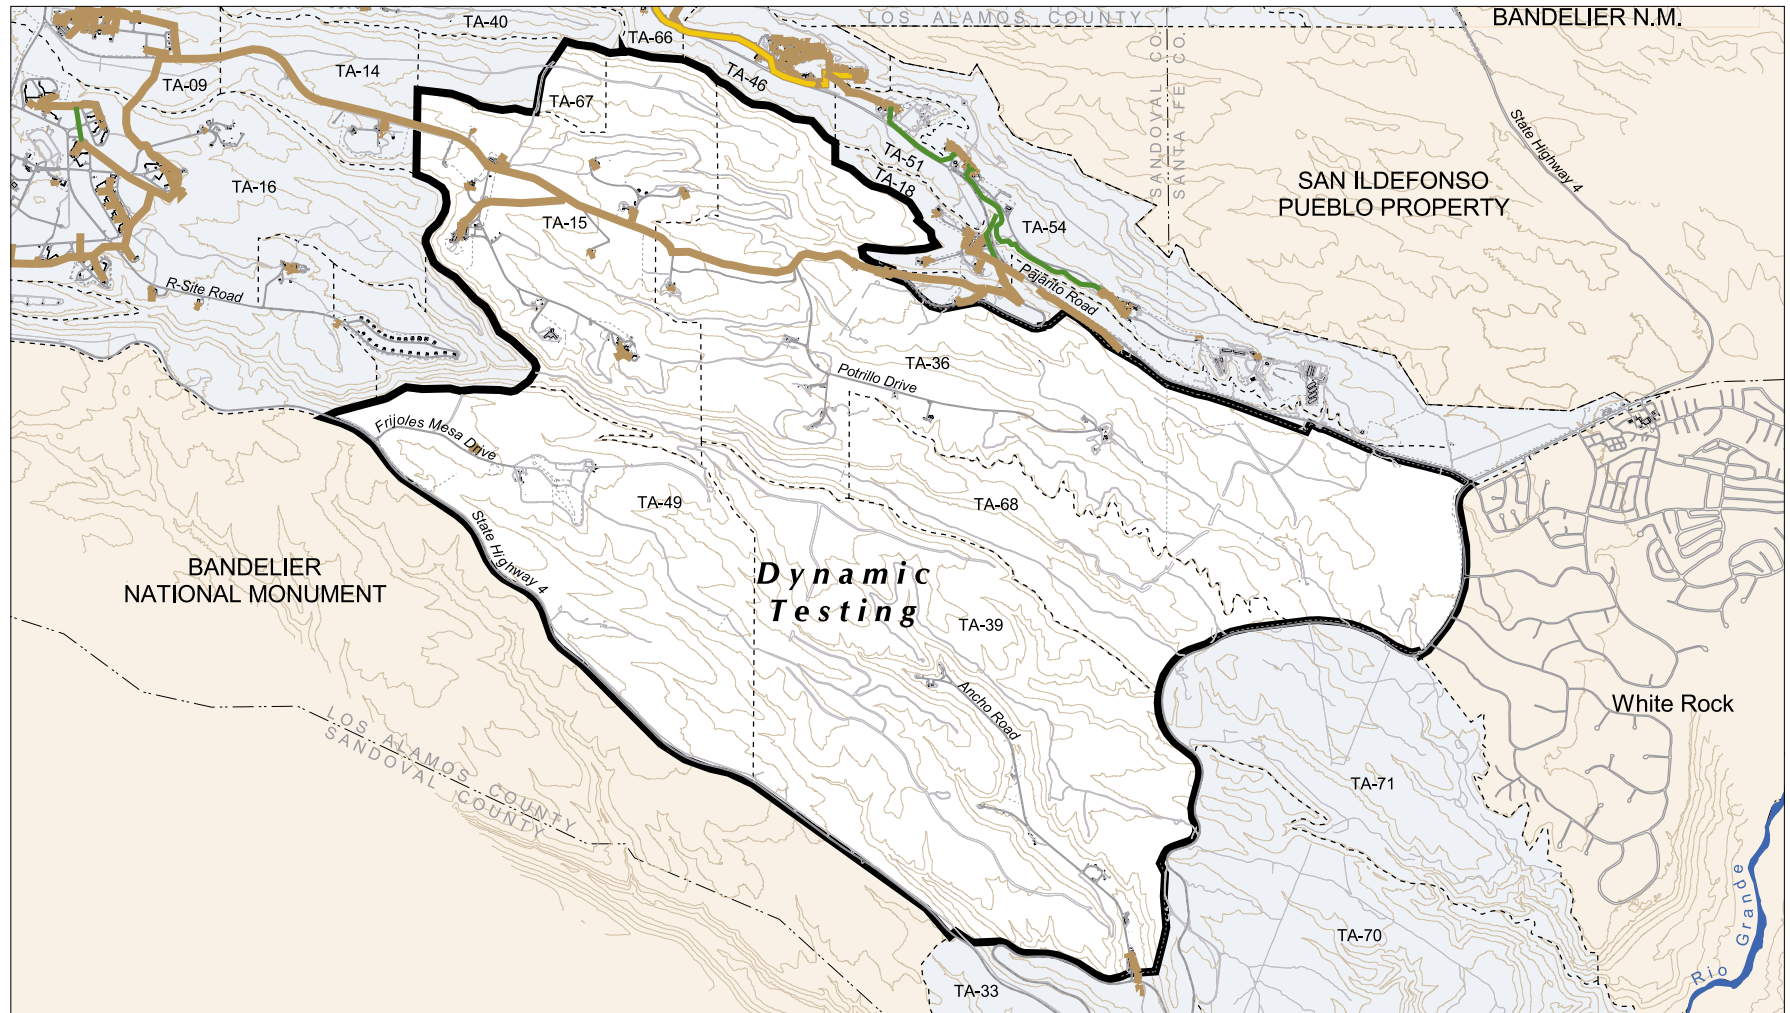 TA-40
LOS ALAMOS COUNTY
BANDELIER N.M.
TA-66
TA-14
TA-09
TA-46
TA-67
SANDOVAL CO.
SANTA FE CO.
State Highway 4
TA-51
TA-18
TA-16
SAN ILDEFONSO
PUEBLO PROPERTY
TA-15
TA-54
Pajarito Road
R-Site Road
TA-36
Potrillo Drive
Frijoles Mesa Drive
TA-49
TA-68
State Highway 4
BANDELIER
NATIONAL MONUMENT
Dynamic
Testing
TA-39
Ancho Road
White Rock
LOS ALAMOS COUNTY
SANDOVAL COUNTY
TA-71
TA-70
Rio Grande
TA-33